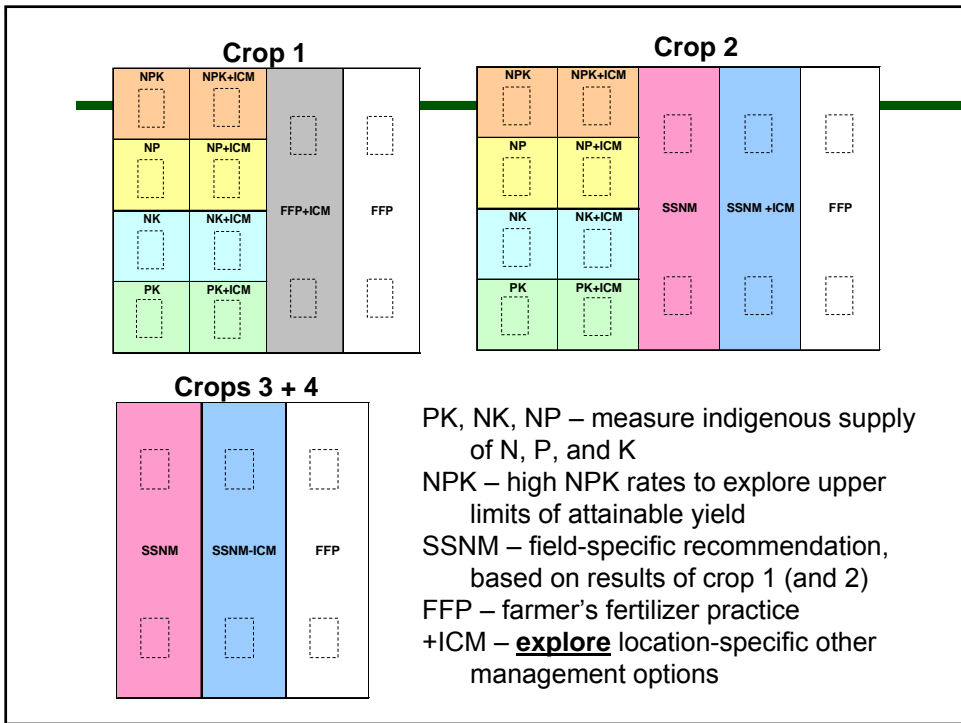 Crop 1
NPK NPK+ICM
NP NP+ICM
FFP+ICM FFP
NK NK+ICM
PK PK+ICM
Crop 2
NPK NPK+ICM
NP NP+ICM
SSNM SSNM +ICM FFP
NK NK+ICM
PK PK+ICM
Crops 3 + 4
SSNM SSNM-ICM FFP
PK, NK, NP – measure indigenous supply
of N, P, and K
NPK – high NPK rates to explore upper
limits of attainable yield
SSNM – field-specific recommendation,
based on results of crop 1 (and 2)
FFP – farmer's fertilizer practice
+ICM – explore location-specific other
management options